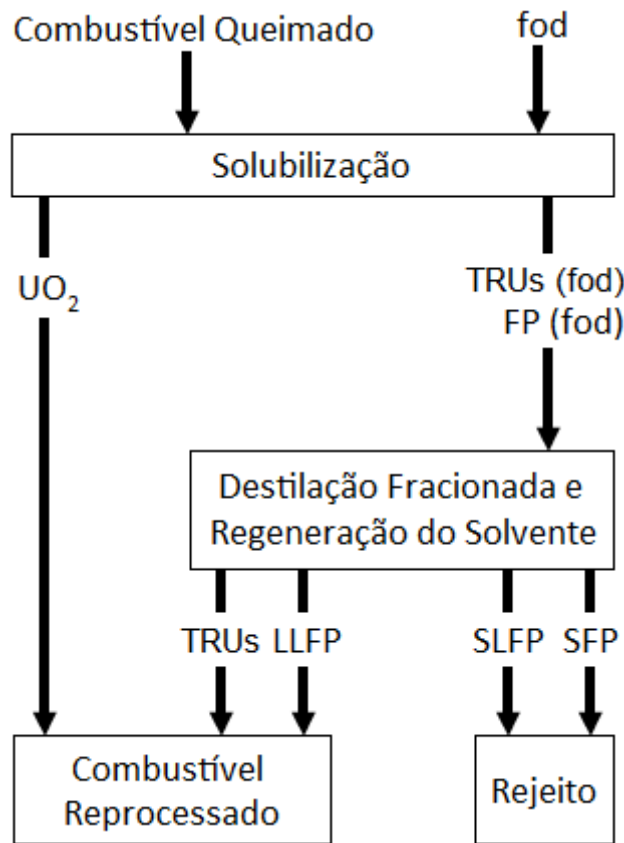 Combustível Queimado
fod
Solubilização
UO₂
TRUs (fod)
FP (fod)
Destilação Fracionada e
Regeneração do Solvente
TRUs LLFP
SLFP SFP
Combustível
Reprocessado
Rejeito